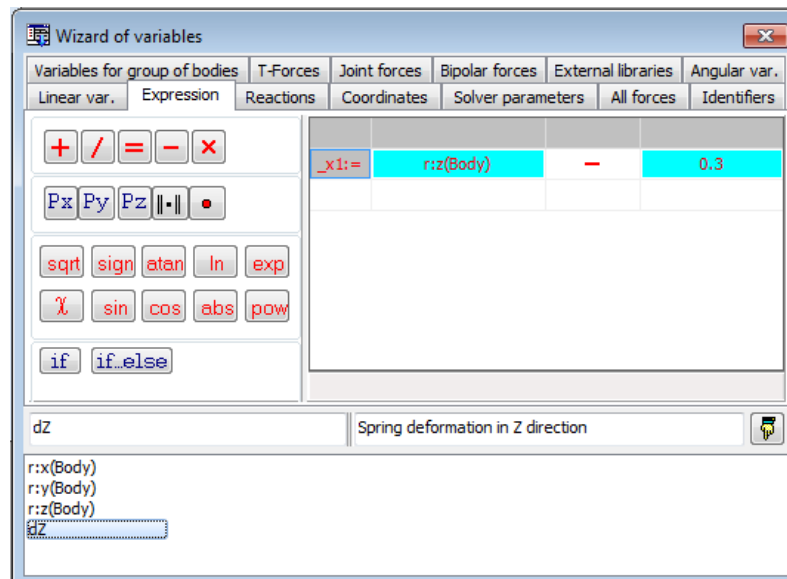 Wizard of variables
Variables for group of bodies T-Forces Joint forces Bipolar forces External libraries Angular var.
Linear var. Expression Reactions Coordinates Solver parameters All forces Identifiers
+ / = − ×
_x1:= r:z(Body) − 0.3
Px Py Pz ‖•‖ •
sqrt sign atan ln exp
χ sin cos abs pow
if if...else
dZ Spring deformation in Z direction
r:x(Body)
r:y(Body)
r:z(Body)
dZ